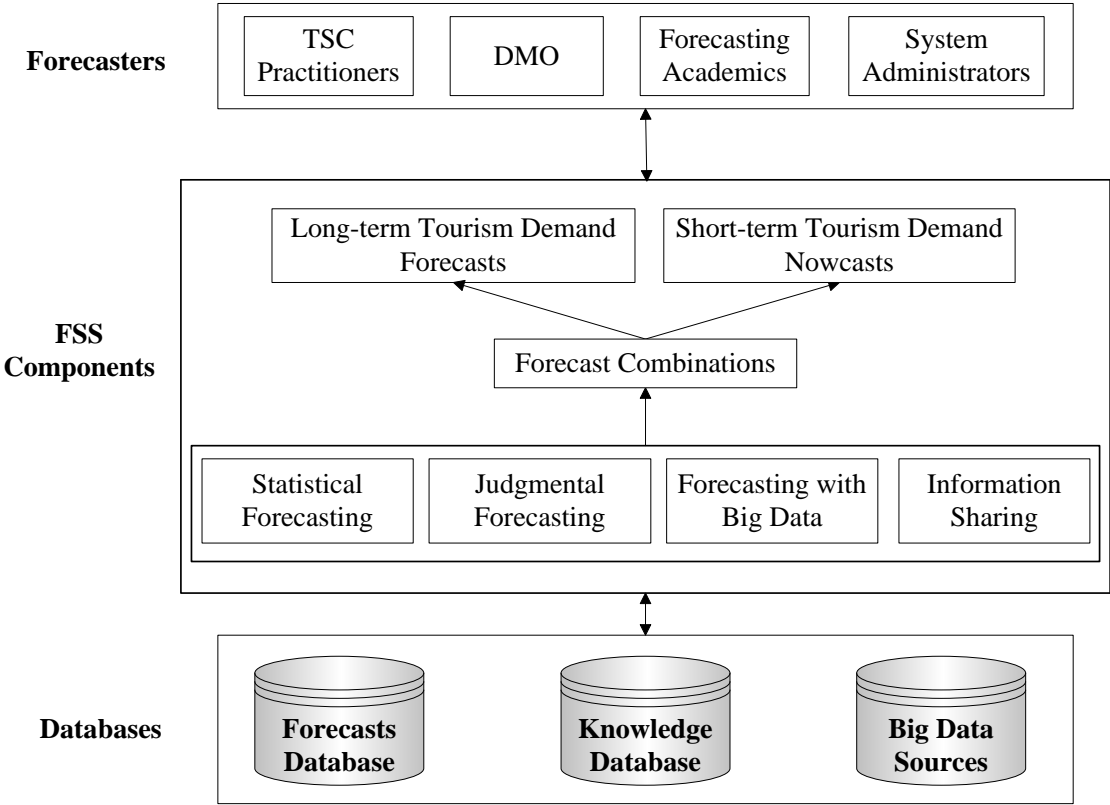 Forecasters
TSC
Practitioners
DMO
Forecasting
Academics
System
Administrators
FSS
Components
Long-term Tourism Demand
Forecasts
Short-term Tourism Demand
Nowcasts
Forecast Combinations
Statistical
Forecasting
Judgmental
Forecasting
Forecasting with
Big Data
Information
Sharing
Databases
Forecasts
Database
Knowledge
Database
Big Data
Sources